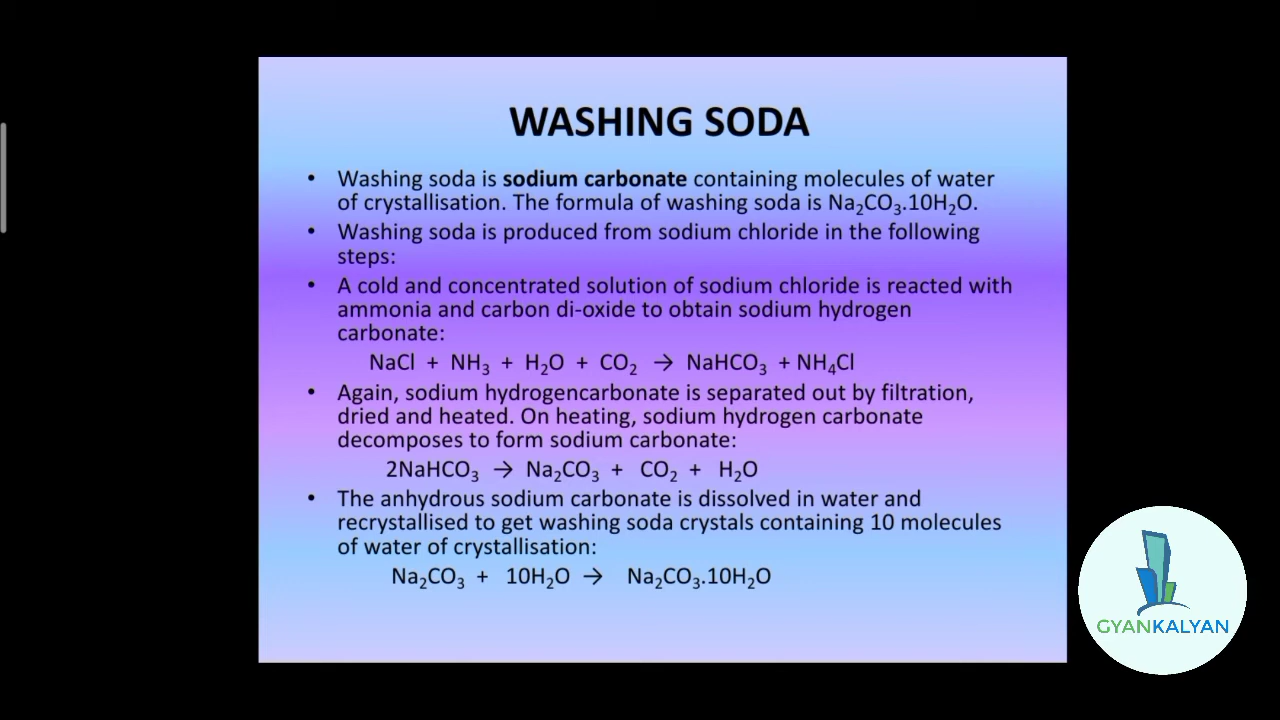 WASHING SODA
• Washing soda is sodium carbonate containing molecules of water
of crystallisation. The formula of washing soda is Na₂CO₃.10H₂O.
• Washing soda is produced from sodium chloride in the following
steps:
• A cold and concentrated solution of sodium chloride is reacted with
ammonia and carbon di-oxide to obtain sodium hydrogen
carbonate:
NaCl + NH₃ + H₂O + CO₂ → NaHCO₃ + NH₄Cl
• Again, sodium hydrogencarbonate is separated out by filtration,
dried and heated. On heating, sodium hydrogen carbonate
decomposes to form sodium carbonate:
2NaHCO₃ → Na₂CO₃ + CO₂ + H₂O
• The anhydrous sodium carbonate is dissolved in water and
recrystallised to get washing soda crystals containing 10 molecules
of water of crystallisation:
Na₂CO₃ + 10H₂O → Na₂CO₃.10H₂O
GYANKALYAN